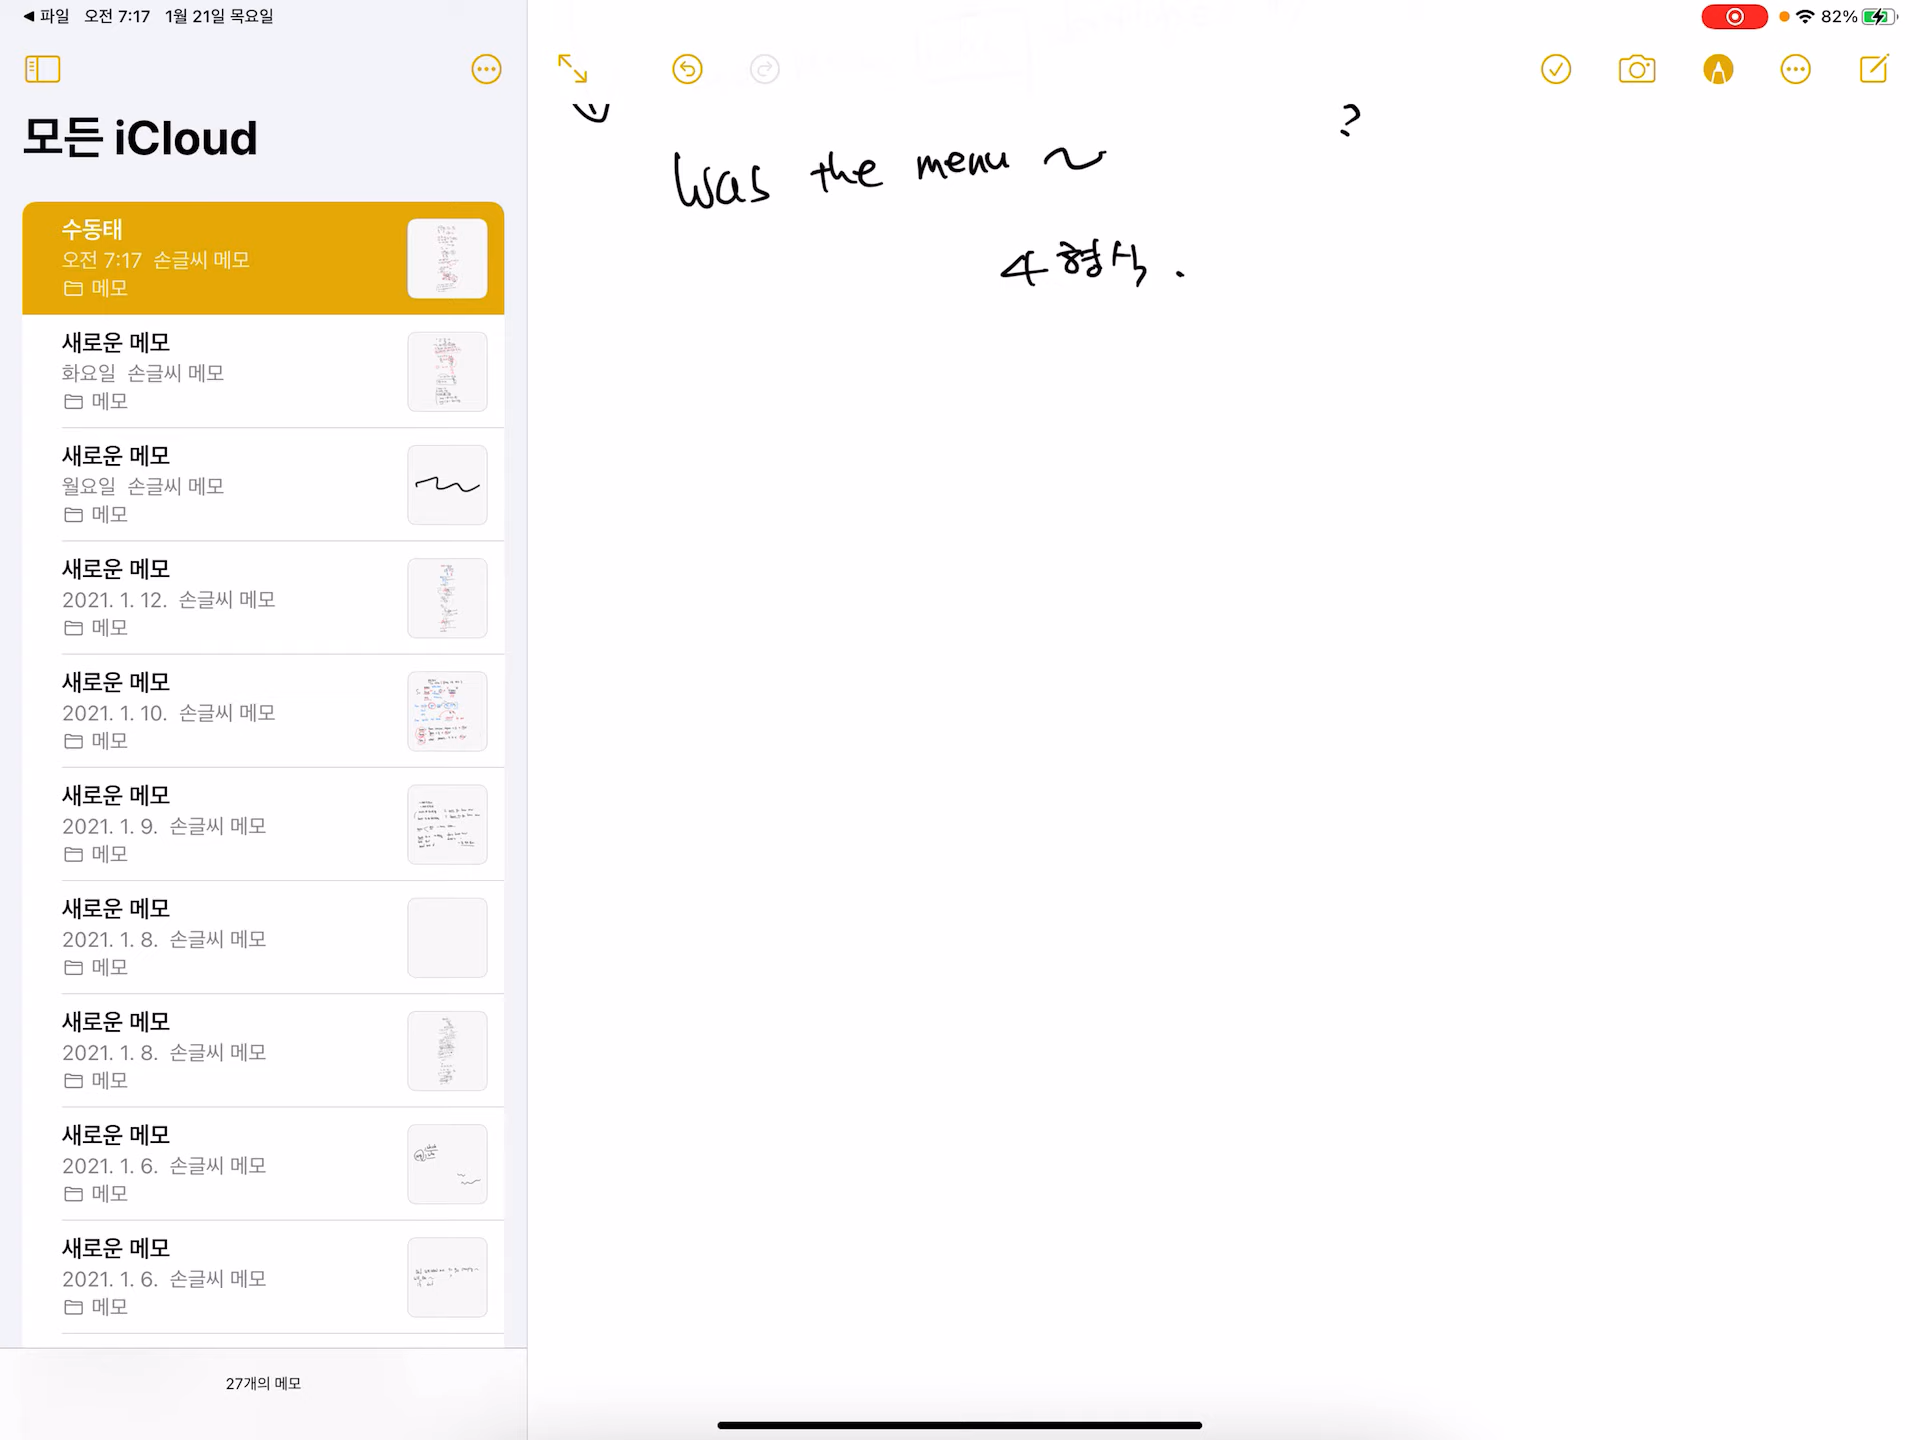 ◀ 파일 오전 7:17 1월 21일 목요일
82%
모든 iCloud
수동태
오전 7:17 손글씨 메모
메모
새로운 메모
화요일 손글씨 메모
메모
새로운 메모
월요일 손글씨 메모
메모
새로운 메모
2021. 1. 12. 손글씨 메모
메모
새로운 메모
2021. 1. 10. 손글씨 메모
메모
새로운 메모
2021. 1. 9. 손글씨 메모
메모
새로운 메모
2021. 1. 8. 손글씨 메모
메모
새로운 메모
2021. 1. 8. 손글씨 메모
메모
새로운 메모
2021. 1. 6. 손글씨 메모
메모
새로운 메모
2021. 1. 6. 손글씨 메모
메모
27개의 메모
?
Was the menu ~
4형식.